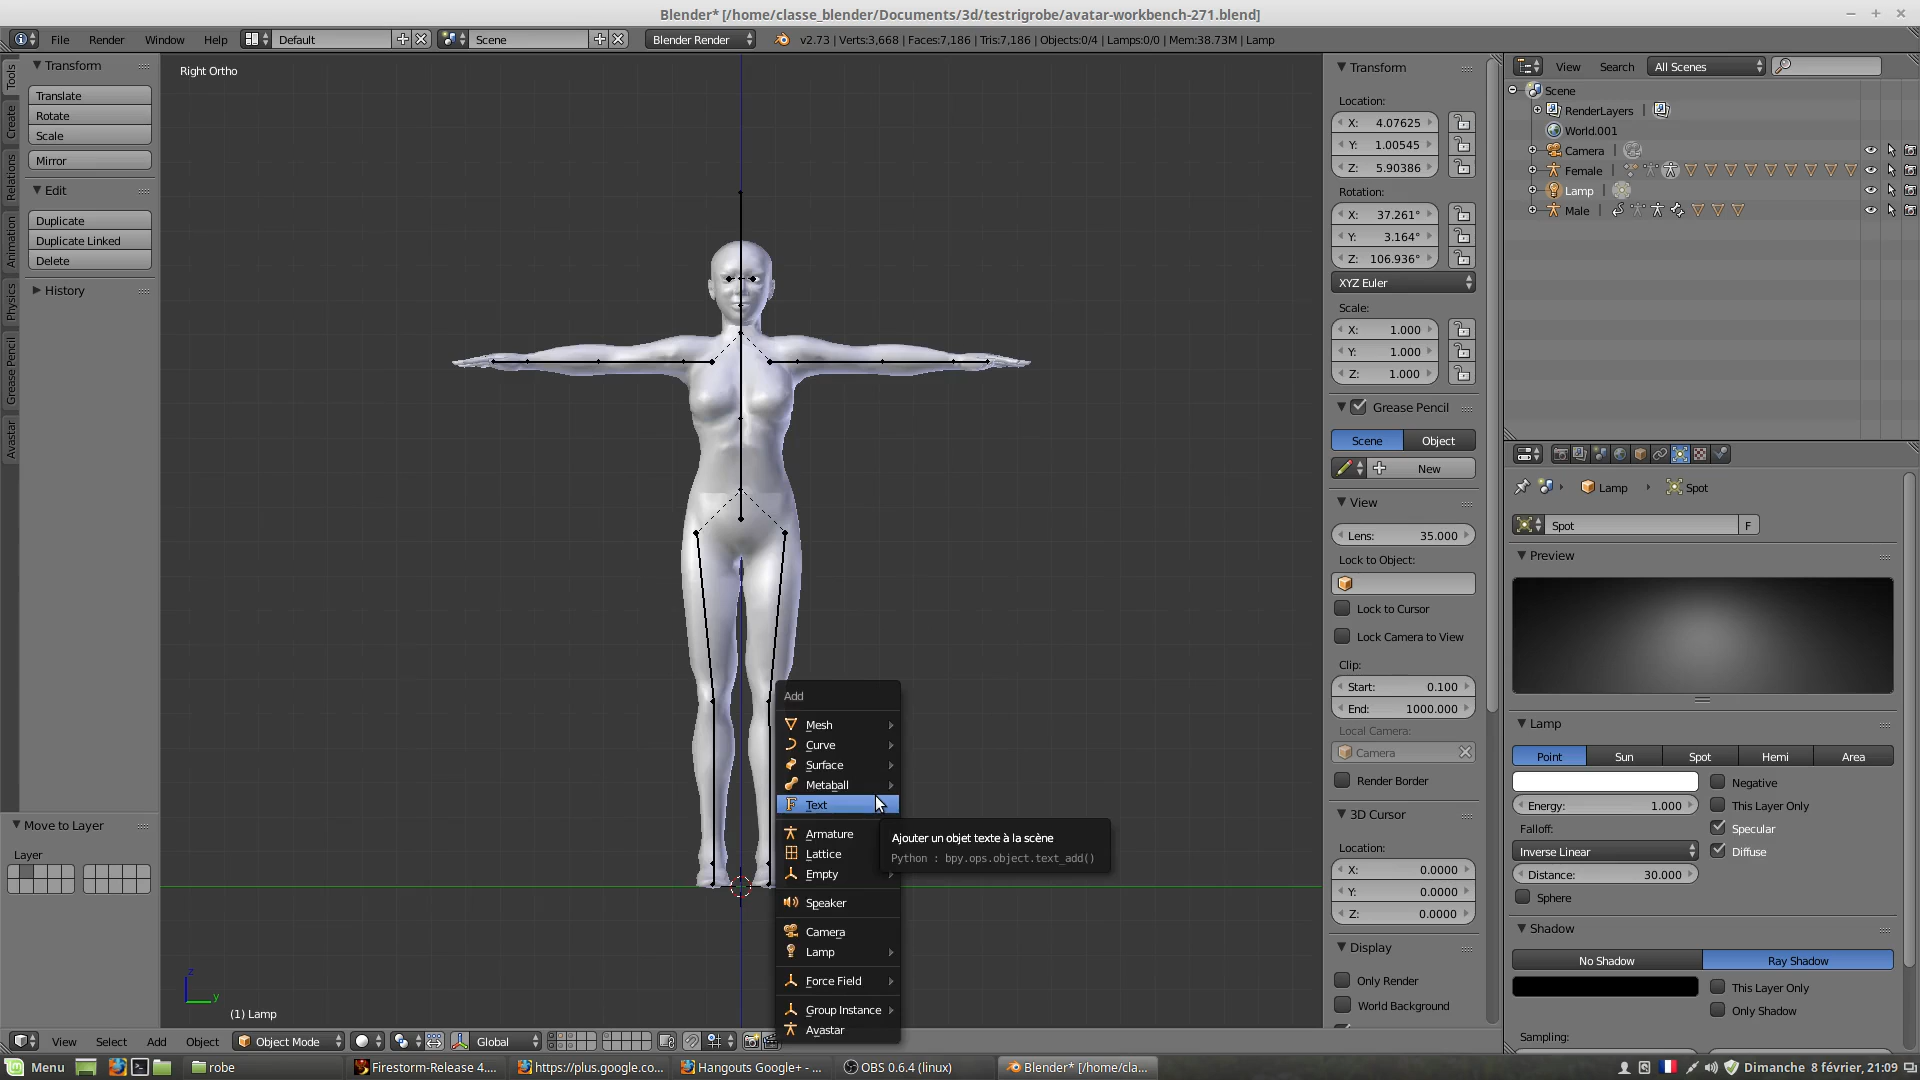 Blender* [/home/classe_blender/Documents/3d/testrigrobe/avatar-workbench-271.blend]
File Render Window Help Default Scene Blender Render v2.73 | Verts:3,668 | Faces:7,186 | Tris:7,186 | Objects:0/4 | Lamps:0/0 | Mem:38.73M | Lamp
Tools
Create
Relations
Animation
Physics
Grease Pencil
Avastar
Transform
Translate
Rotate
Scale
Mirror
Edit
Duplicate
Duplicate Linked
Delete
History
Move to Layer
Layer
Right Ortho
z
y
(1) Lamp
Add
Mesh
Curve
Surface
Metaball
Text
Armature
Lattice
Empty
Speaker
Camera
Lamp
Force Field
Group Instance
Avastar
Ajouter un objet texte à la scène
Python : bpy.ops.object.text_add()
View Select Add Object Object Mode Global
Transform
Location:
X: 4.07625
Y: 1.00545
Z: 5.90386
Rotation:
X: 37.261°
Y: 3.164°
Z: 106.936°
XYZ Euler
Scale:
X: 1.000
Y: 1.000
Z: 1.000
Grease Pencil
Scene Object
New
View
Lens: 35.000
Lock to Object:
Lock to Cursor
Lock Camera to View
Clip:
Start: 0.100
End: 1000.000
Local Camera:
Camera
Render Border
3D Cursor
Location:
X: 0.0000
Y: 0.0000
Z: 0.0000
Display
Only Render
World Background
View Search All Scenes
Scene
RenderLayers
World.001
Camera
Female
Lamp
Male
Lamp Spot
Spot F
Preview
Lamp
Point Sun Spot Hemi Area
Negative
Energy: 1.000 This Layer Only
Falloff: Specular
Inverse Linear Diffuse
Distance: 30.000
Sphere
Shadow
No Shadow Ray Shadow
This Layer Only
Only Shadow
Sampling:
Menu robe Firestorm-Release 4.... https://plus.google.co... Hangouts Google+ - ... OBS 0.6.4 (linux) Blender* [/home/cla... Dimanche 8 février, 21:09